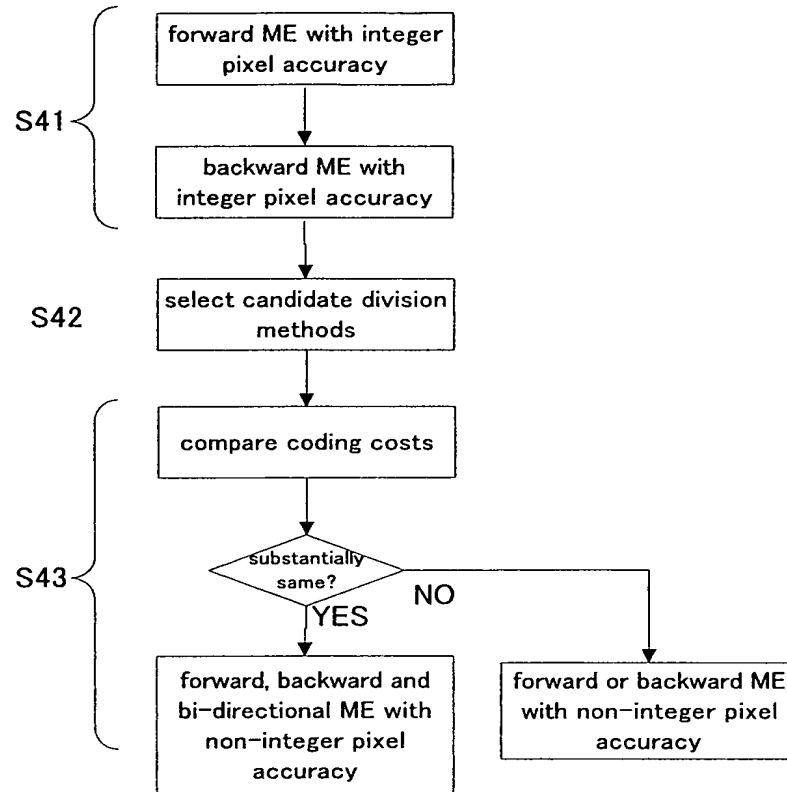 forward ME with integer
pixel accuracy
S41
backward ME with
integer pixel accuracy
S42
select candidate division
methods
compare coding costs
S43
substantially
same?
NO
YES
forward, backward and
bi-directional ME with
non-integer pixel
accuracy
forward or backward ME
with non-integer pixel
accuracy